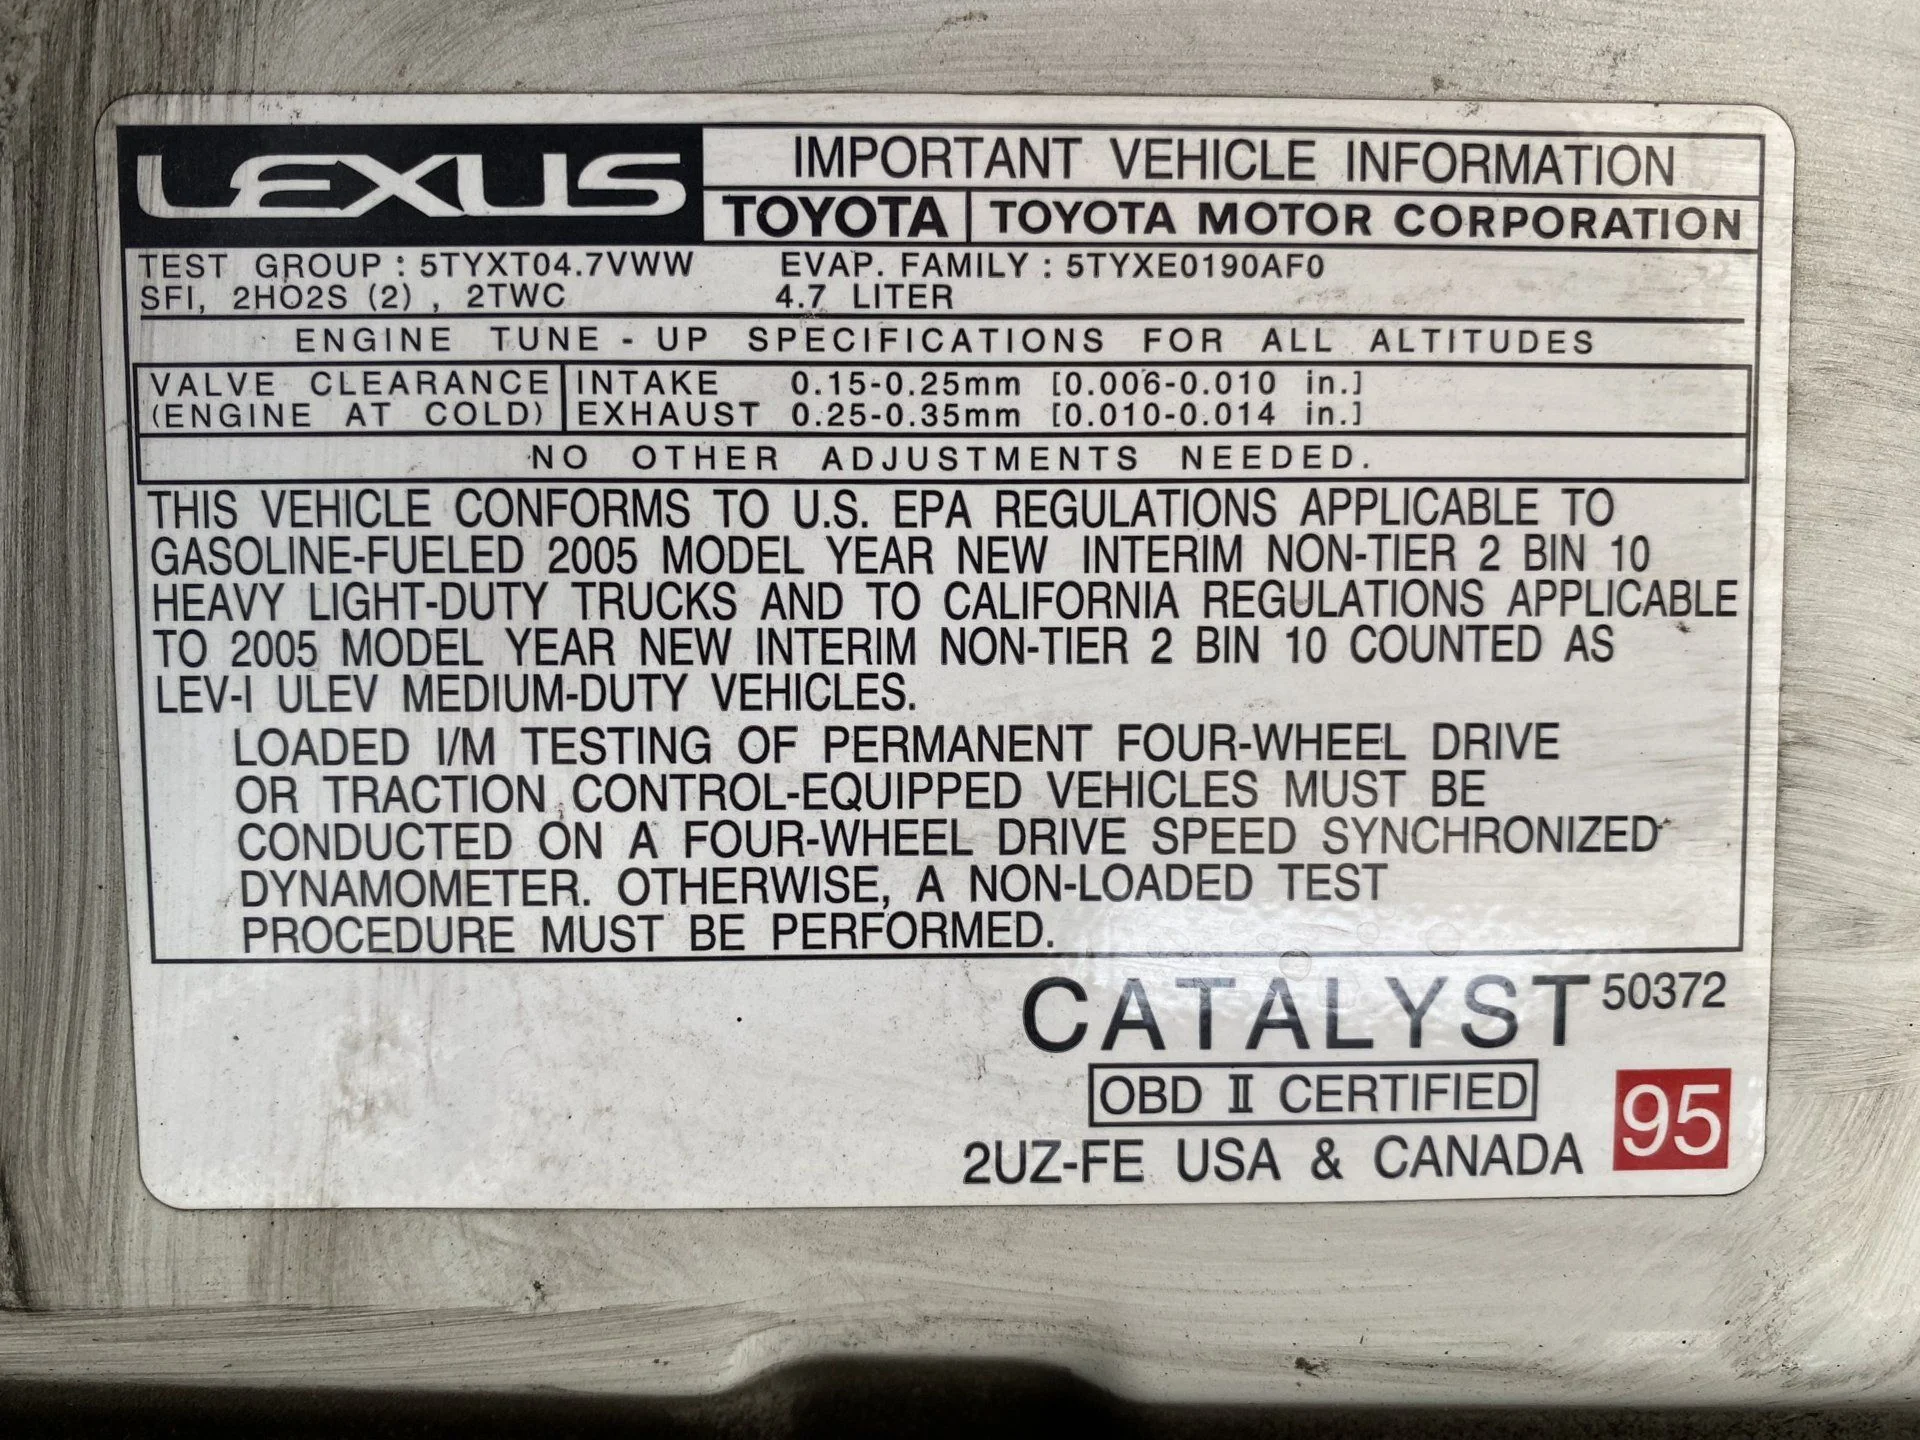 LEXUS
IMPORTANT VEHICLE INFORMATION
TOYOTA TOYOTA MOTOR CORPORATION
TEST GROUP : 5TYXT04.7VWW EVAP. FAMILY : 5TYXE0190AF0
SFI, 2HO2S (2) , 2TWC 4.7 LITER
ENGINE TUNE - UP SPECIFICATIONS FOR ALL ALTITUDES
VALVE CLEARANCE INTAKE 0.15-0.25mm [0.006-0.010 in.]
(ENGINE AT COLD) EXHAUST 0.25-0.35mm [0.010-0.014 in.]
NO OTHER ADJUSTMENTS NEEDED.
THIS VEHICLE CONFORMS TO U.S. EPA REGULATIONS APPLICABLE TO
GASOLINE-FUELED 2005 MODEL YEAR NEW INTERIM NON-TIER 2 BIN 10
HEAVY LIGHT-DUTY TRUCKS AND TO CALIFORNIA REGULATIONS APPLICABLE
TO 2005 MODEL YEAR NEW INTERIM NON-TIER 2 BIN 10 COUNTED AS
LEV-I ULEV MEDIUM-DUTY VEHICLES.
LOADED I/M TESTING OF PERMANENT FOUR-WHEEL DRIVE
OR TRACTION CONTROL-EQUIPPED VEHICLES MUST BE
CONDUCTED ON A FOUR-WHEEL DRIVE SPEED SYNCHRONIZED
DYNAMOMETER. OTHERWISE, A NON-LOADED TEST
PROCEDURE MUST BE PERFORMED.
CATALYST 50372
OBD Ⅱ CERTIFIED
95
2UZ-FE USA & CANADA